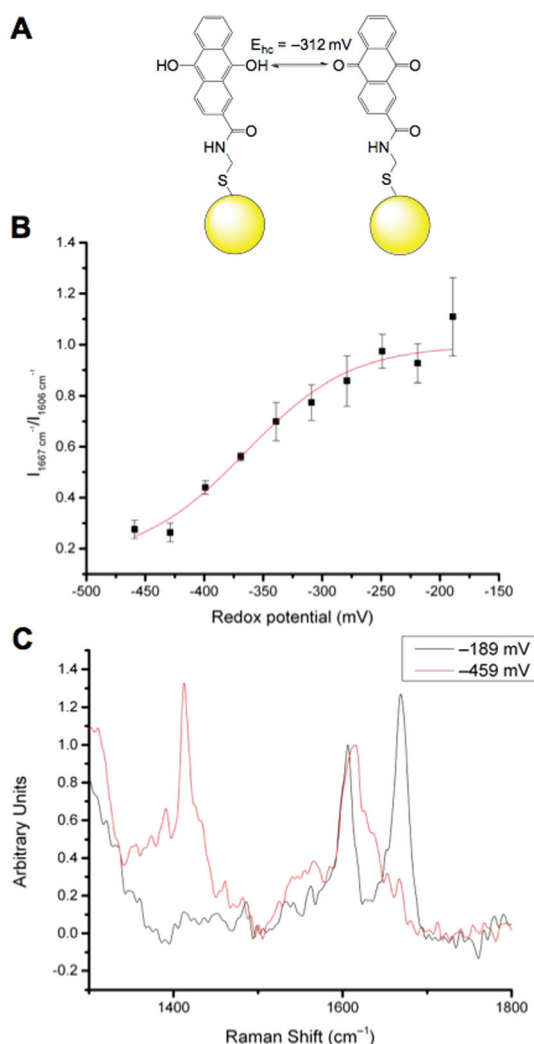 A
E_hc = −312 mV
HO
OH
O
O
O
HN
O
HN
S
S
B
I_1667 cm⁻¹/I_1606 cm⁻¹
1.4
1.2
1.0
0.8
0.6
0.4
0.2
-500 -450 -400 -350 -300 -250 -200 -150
Redox potential (mV)
C
−189 mV
−459 mV
Arbitrary Units
1.4
1.2
1.0
0.8
0.6
0.4
0.2
0.0
-0.2
1400 1600 1800
Raman Shift (cm⁻¹)